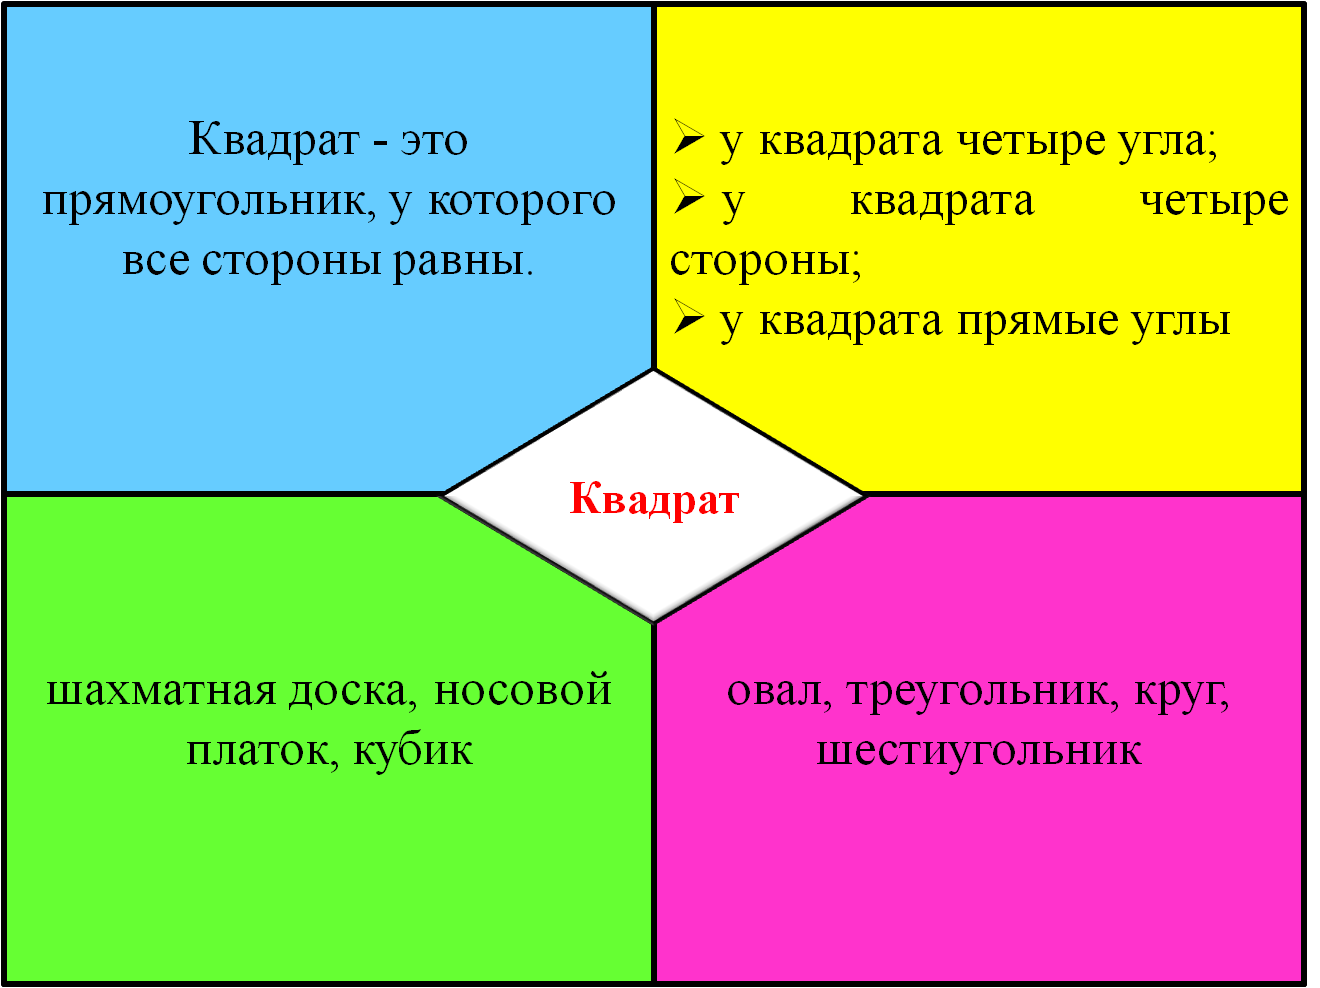 Квадрат - это
прямоугольник, у которого
все стороны равны.
➢ у квадрата четыре угла;
➢ у квадрата четыре
стороны;
➢ у квадрата прямые углы
Квадрат
шахматная доска, носовой
платок, кубик
овал, треугольник, круг,
шестиугольник